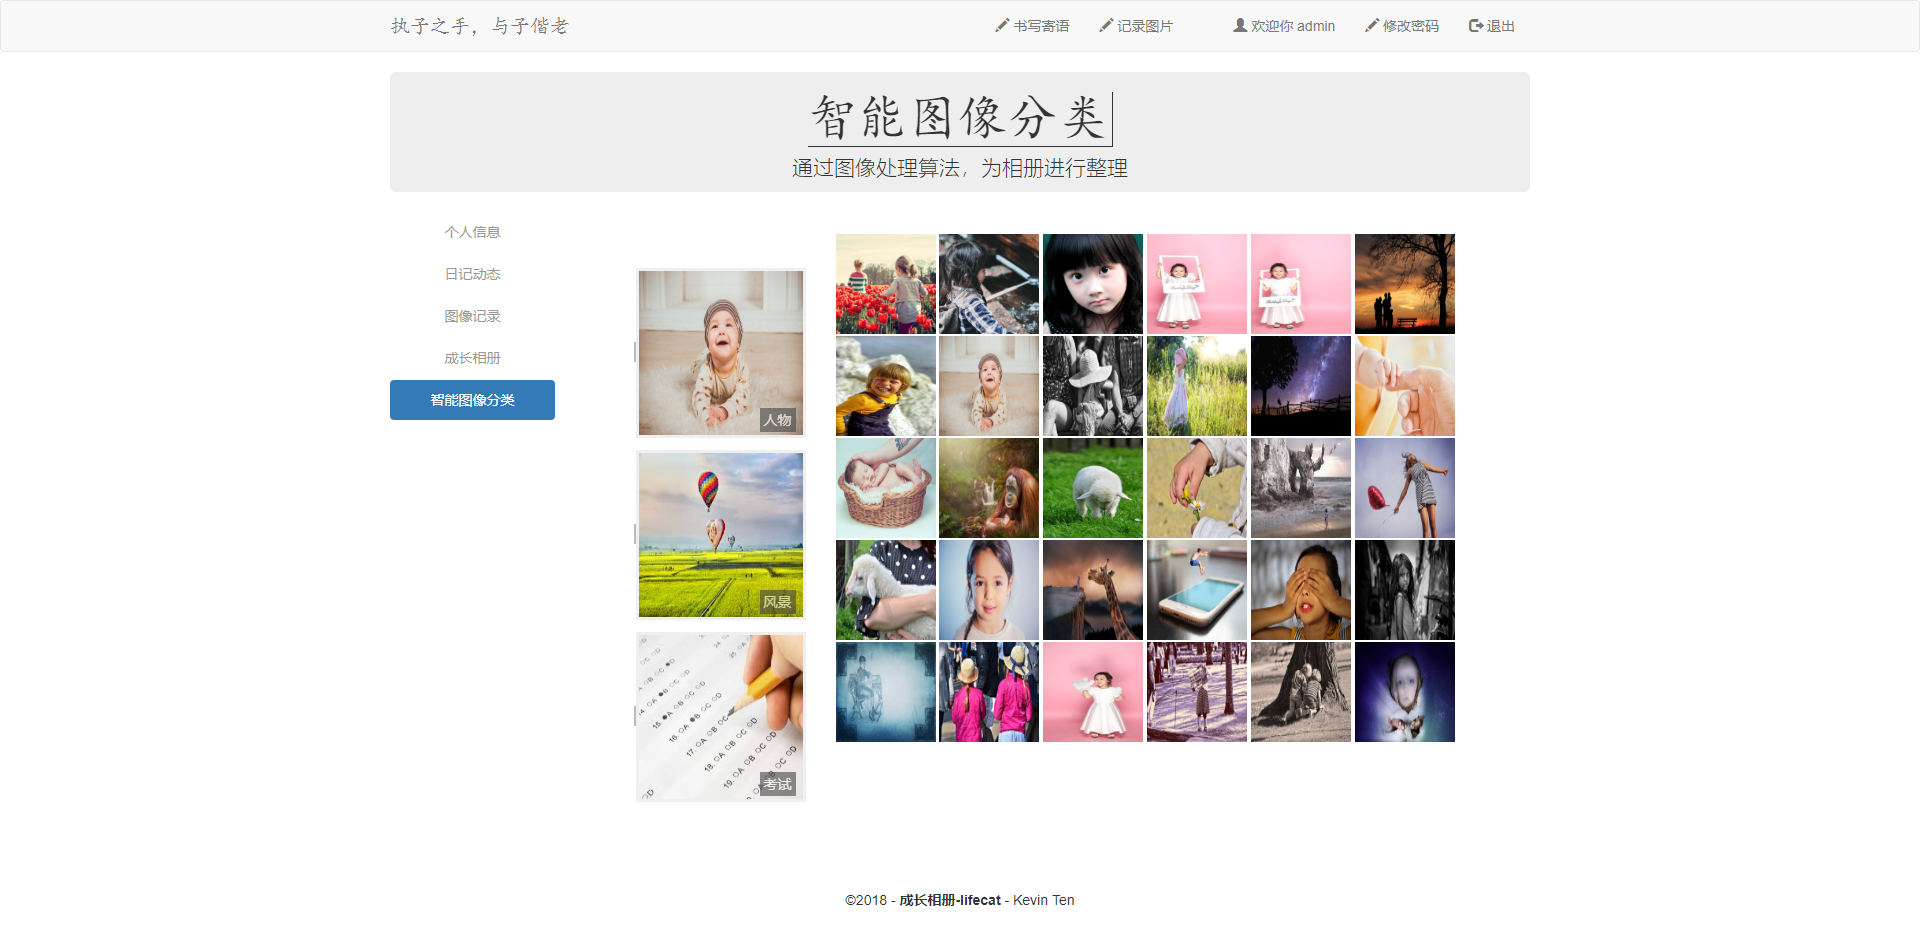 执子之手，与子偕老
书写寄语 记录图片 欢迎你 admin 修改密码 退出
智能图像分类
通过图像处理算法，为相册进行整理
个人信息
日记动态
图像记录
成长相册
智能图像分类
人物
风景
考试
©2018 - 成长相册-lifecat - Kevin Ten